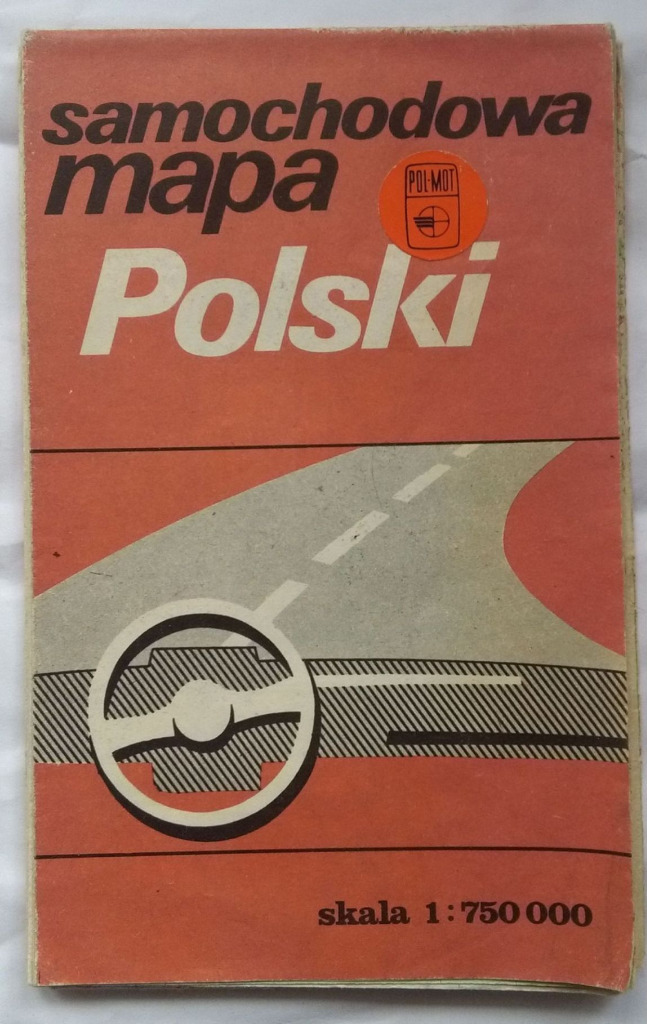 samochodowa
mapa
POL-MOT
Polski
skala 1:750 000